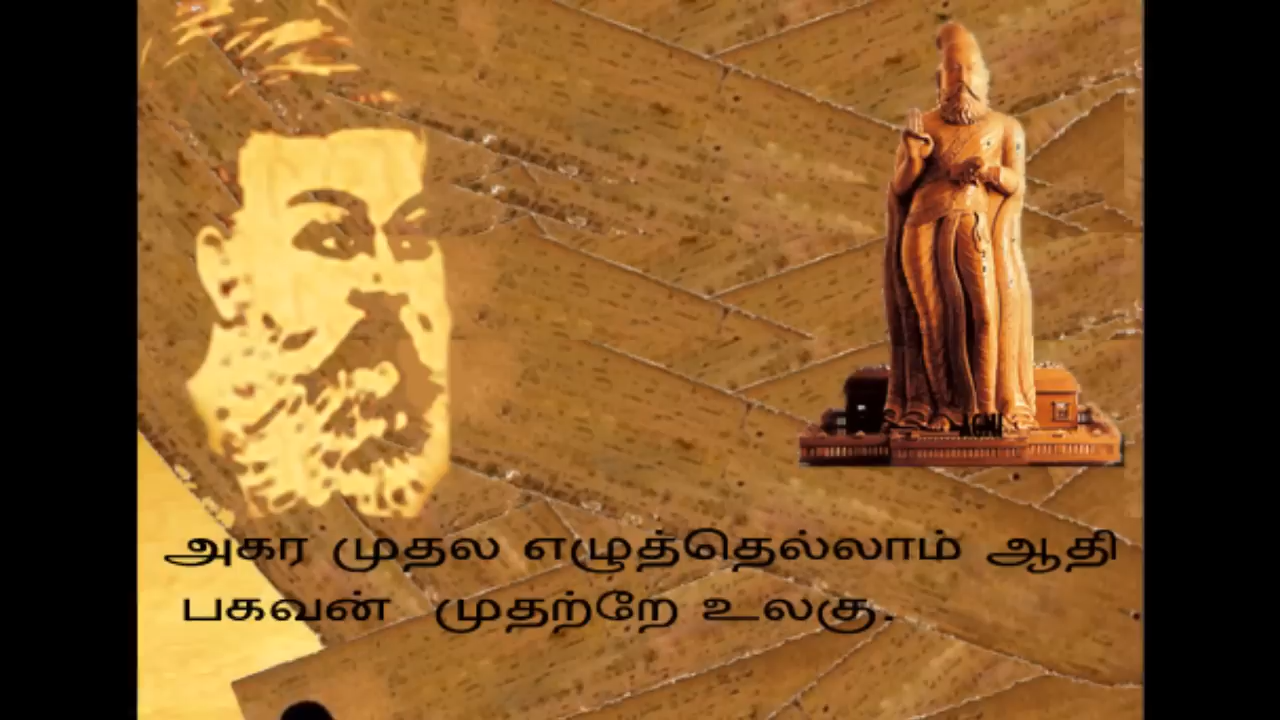 அகர முதல எழுத்தெல்லாம் ஆதி
பகவன் முதற்றே உலகு.